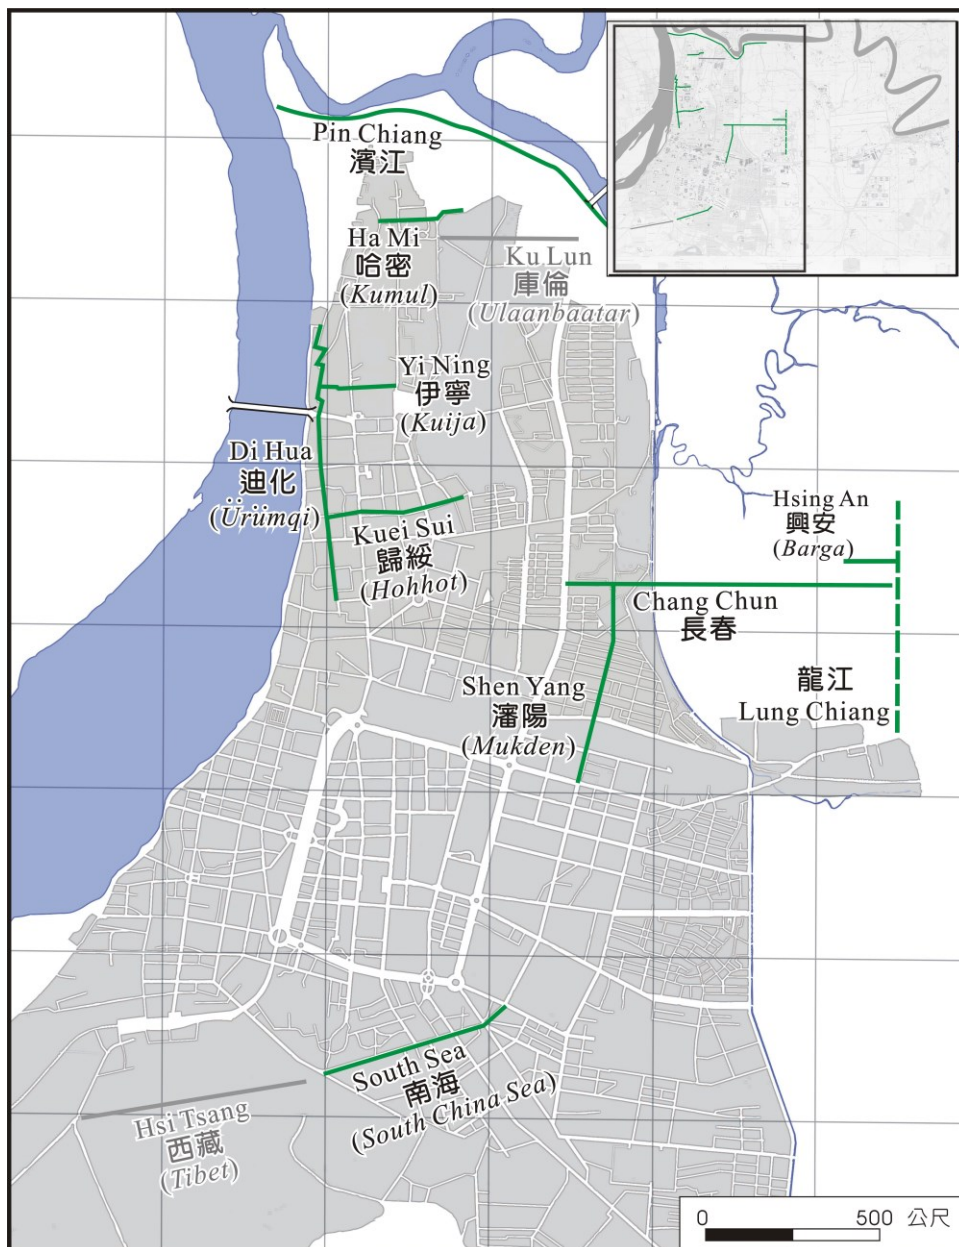 Pin Chiang
濱江
Ha Mi
哈密
(Kumul)
Ku Lun
庫倫
(Ulaanbaatar)
Yi Ning
伊寧
(Kuija)
Di Hua
迪化
(Ürümqi)
Kuei Sui
歸綏
(Hohhot)
Hsing An
興安
(Barga)
Chang Chun
長春
龍江
Lung Chiang
Shen Yang
瀋陽
(Mukden)
South Sea
南海
(South China Sea)
Hsi Tsang
西藏
(Tibet)
0 500 公尺